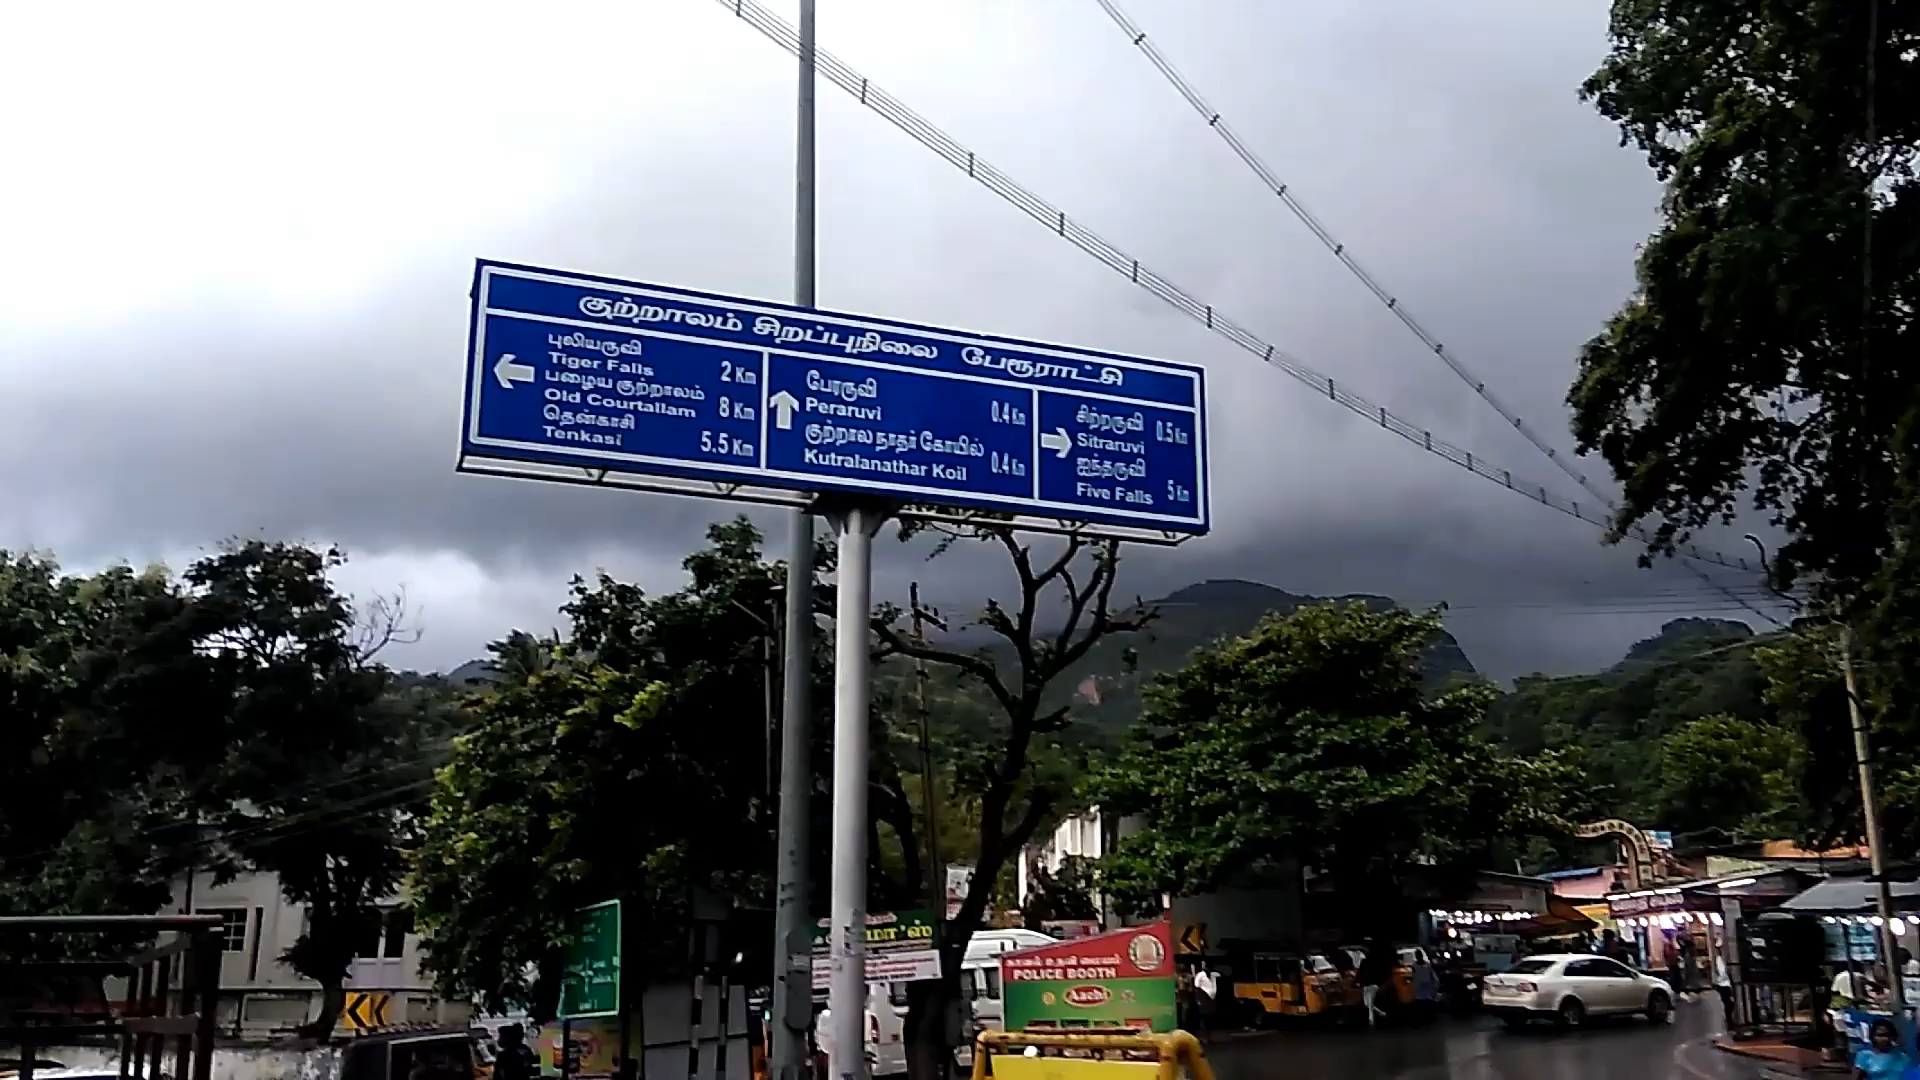 குற்றாலம் சிறப்புநிலை பேரூராட்சி
புலியருவி
Tiger Falls 2 Km
பழைய குற்றாலம்
Old Courtallam 8 Km
தென்காசி
Tenkasi 5.5 Km
பேரருவி
Peraruvi 0.4 Km
குற்றால நாதர் கோயில்
Kutralanathar Koil 0.4 Km
சிற்றருவி 0.5 Km
Sitraruvi
ஐந்தருவி
Five Falls 5 Km
POLICE BOOTH
Aachi